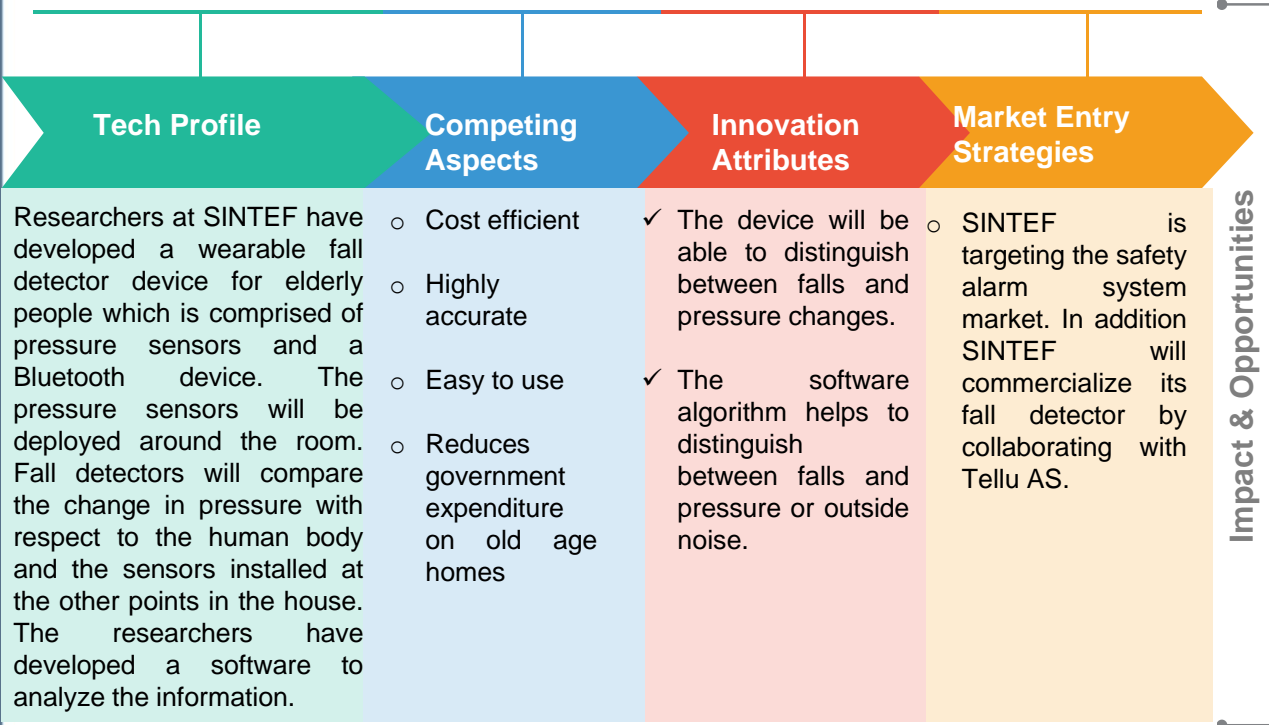 Tech Profile
Researchers at SINTEF have
developed a wearable fall
detector device for elderly
people which is comprised of
pressure sensors and a
Bluetooth device. The
pressure sensors will be
deployed around the room.
Fall detectors will compare
the change in pressure with
respect to the human body
and the sensors installed at
the other points in the house.
The researchers have
developed a software to
analyze the information.
Competing
Aspects
o Cost efficient
o Highly
accurate
o Easy to use
o Reduces
government
expenditure
on old age
homes
Innovation
Attributes
✓ The device will be
able to distinguish
between falls and
pressure changes.
✓ The software
algorithm helps to
distinguish
between falls and
pressure or outside
noise.
Market Entry
Strategies
o SINTEF is
targeting the safety
alarm system
market. In addition
SINTEF will
commercialize its
fall detector by
collaborating with
Tellu AS.
Impact & Opportunities